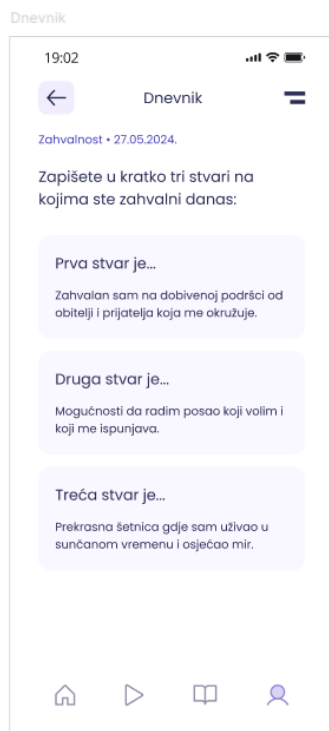 Dnevnik
19:02
Dnevnik
Zahvalnost • 27.05.2024.
Zapišete u kratko tri stvari na
kojima ste zahvalni danas:
Prva stvar je...
Zahvalan sam na dobivenoj podršci od
obitelji i prijatelja koja me okružuje.
Druga stvar je...
Mogućnosti da radim posao koji volim i
koji me ispunjava.
Treća stvar je...
Prekrasna šetnica gdje sam uživao u
sunčanom vremenu i osjećao mir.